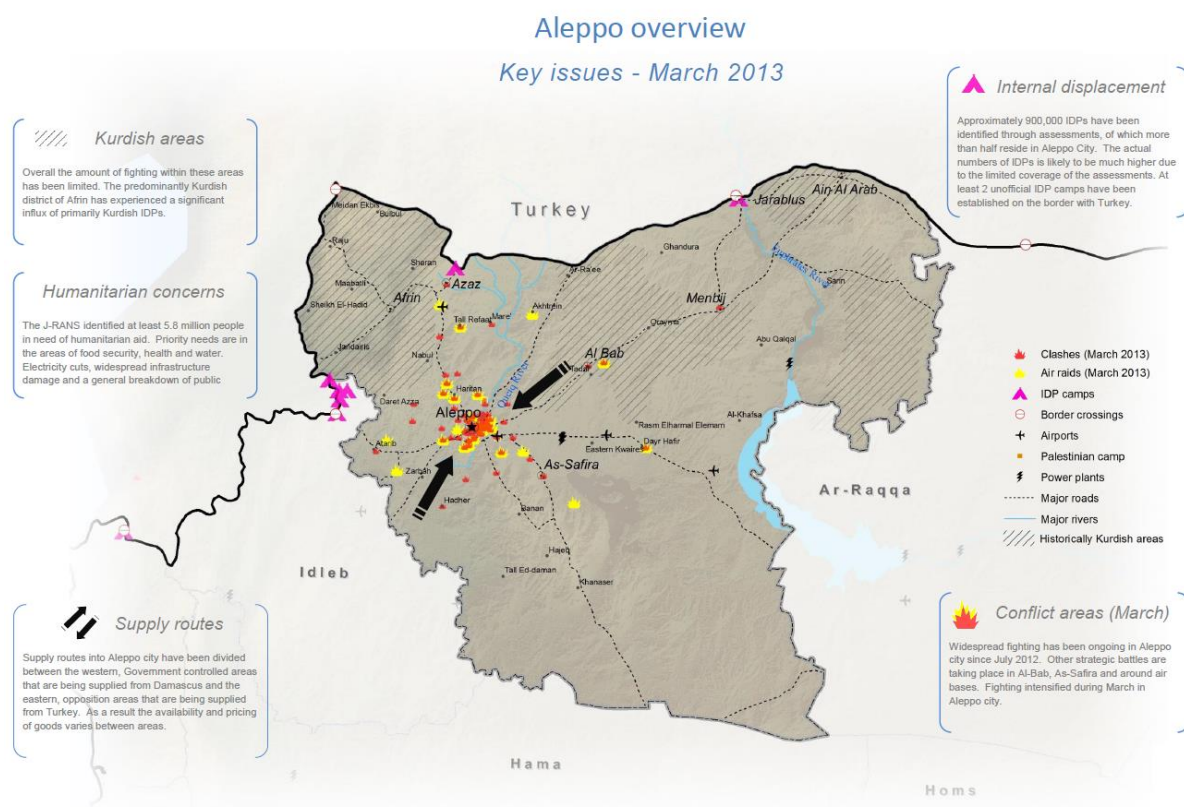 Aleppo overview
Key issues - March 2013
Kurdish areas
Overall the amount of fighting within these areas
has been limited. The predominantly Kurdish
district of Afrin has experienced a significant
influx of primarily Kurdish IDPs.
Humanitarian concerns
The J-RANS identified at least 5.8 million people
in need of humanitarian aid. Priority needs are in
the areas of food security, health and water.
Electricity cuts, widespread infrastructure
damage and a general breakdown of public
Supply routes
Supply routes into Aleppo city have been divided
between the western, Government controlled areas
that are being supplied from Damascus and the
eastern, opposition areas that are being supplied
from Turkey. As a result the availability and pricing
of goods varies between areas.
Internal displacement
Approximately 900,000 IDPs have been
identified through assessments, of which more
than half reside in Aleppo City. The actual
numbers of IDPs is likely to be much higher due
to the limited coverage of the assessments. At
least 2 unofficial IDP camps have been
established on the border with Turkey.
Clashes (March 2013)
Air raids (March 2013)
IDP camps
Border crossings
Airports
Palestinian camp
Power plants
Major roads
Major rivers
Historically Kurdish areas
Conflict areas (March)
Widespread fighting has been ongoing in Aleppo
city since July 2012. Other strategic battles are
taking place in Al-Bab, As-Safira and around air
bases. Fighting intensified during March in
Aleppo city.
Turkey
Meidan Ekbis
Bulbul
Raju
Sharan
Maabatli
Sheikh El-Hadid
Afrin
Jandairis
Azaz
Tall Refaat
Mare'
Akhtrein
Ar-Ra'ee
Ghandura
Jarablus
Ain Al Arab
Euphrates River
Sarin
Menbij
Otayma
Abu Qalqal
Al Bab
Tadaf
Nabul
Haritan
Queiq River
Daret Azza
Aleppo
Atarib
Zarbah
Hadher
As-Safira
Rasm Elharmal Elemam
Eastern Kwaires
Dayr Hafir
Al-Khafsa
Banan
Hajeb
Tall Ed-daman
Khanaser
Ar-Raqqa
Idleb
Hama
Homs